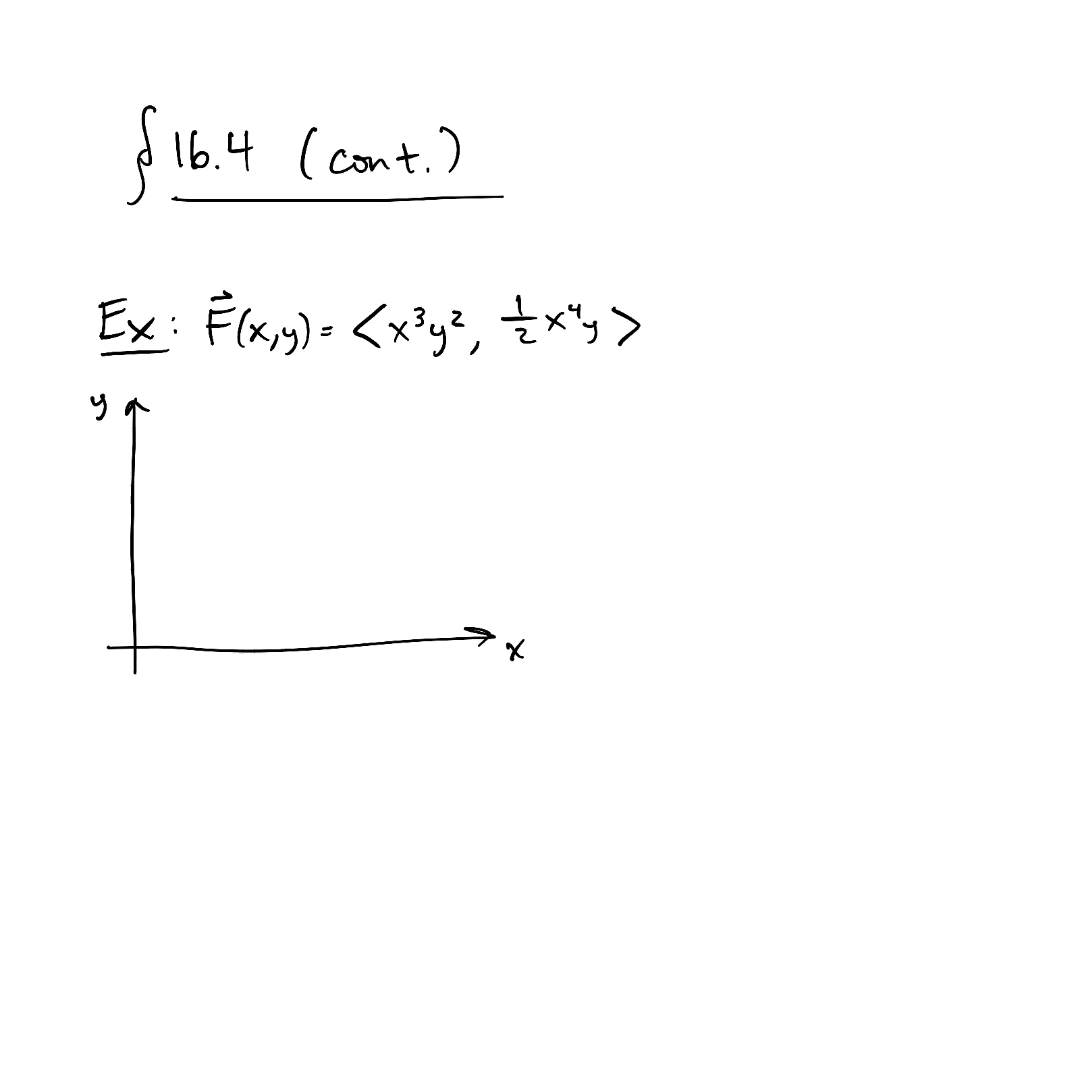 § 16.4 (cont.)
Ex: F⃗(x,y) = <x³y², ½x⁴y>
y
x